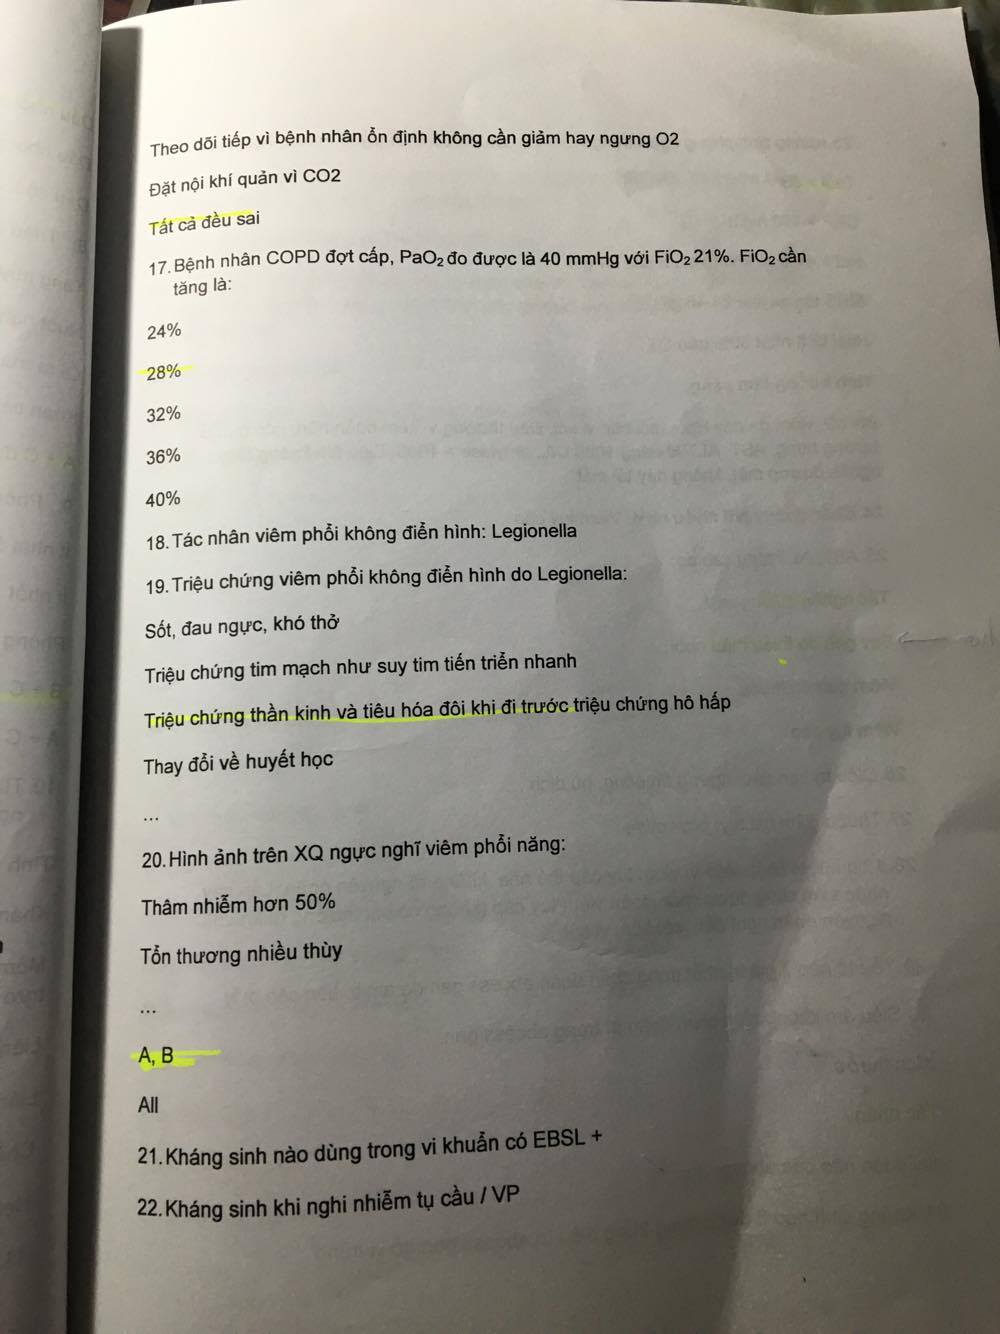 Theo dõi tiếp vì bệnh nhân ổn định không cần giảm hay ngưng O2
Đặt nội khí quản vì CO2
Tất cả đều sai
17. Bệnh nhân COPD đợt cấp, PaO₂ đo được là 40 mmHg với FiO₂ 21%. FiO₂ cần
tăng là:
24%
28%
32%
36%
40%
18. Tác nhân viêm phổi không điển hình: Legionella
19. Triệu chứng viêm phổi không điển hình do Legionella:
Sốt, đau ngực, khó thở
Triệu chứng tim mạch như suy tim tiến triển nhanh
Triệu chứng thần kinh và tiêu hóa đôi khi đi trước triệu chứng hô hấp
Thay đổi về huyết học
...
20. Hình ảnh trên XQ ngực nghĩ viêm phổi năng:
Thâm nhiễm hơn 50%
Tổn thương nhiều thùy
...
A, B
All
21. Kháng sinh nào dùng trong vi khuẩn có EBSL +
22. Kháng sinh khi nghi nhiễm tụ cầu / VP